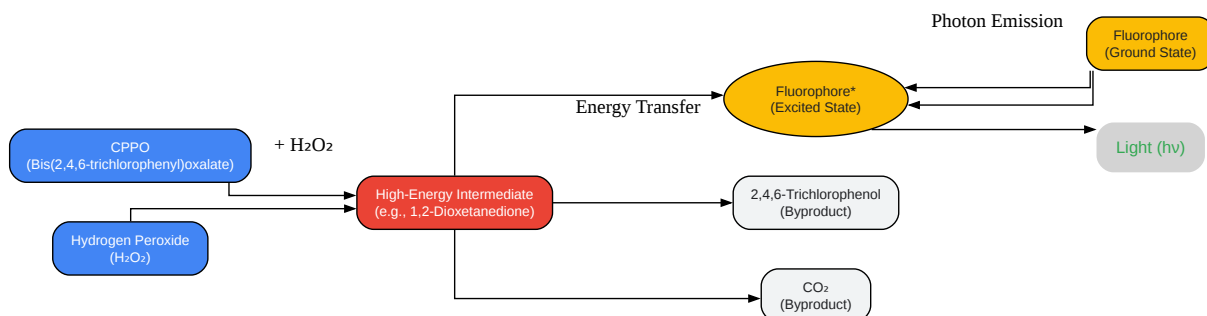 Photon Emission
Fluorophore
(Ground State)
Fluorophore*
(Excited State)
Energy Transfer
CPPO
(Bis(2,4,6-trichlorophenyl)oxalate)
+ H₂O₂
Light (hν)
High-Energy Intermediate
(e.g., 1,2-Dioxetanedione)
2,4,6-Trichlorophenol
(Byproduct)
Hydrogen Peroxide
(H₂O₂)
CO₂
(Byproduct)